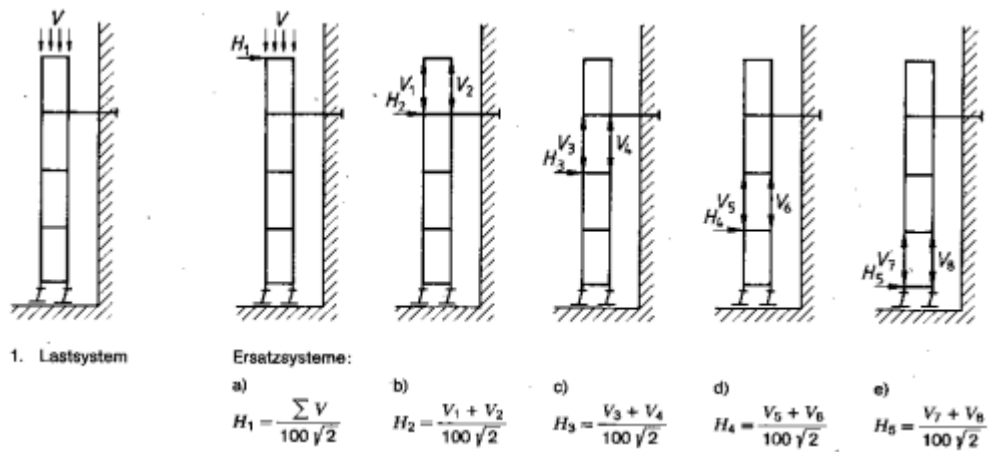 V
V
H₁
V₁
V₂
H₂
V₃
V₄
H₃
V₅
V₆
H₄
V₇
V₈
H₅
1. Lastsystem
Ersatzsysteme:
a)
b)
c)
d)
e)
H₁ = ∑ V / 100 √2
H₂ = V₁ + V₂ / 100 √2
H₃ = V₃ + V₄ / 100 √2
H₄ = V₅ + V₆ / 100 √2
H₅ = V₇ + V₈ / 100 √2